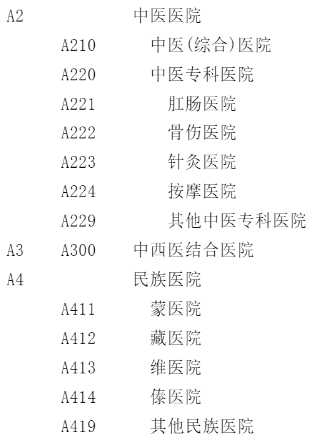 A2 中医医院
A210 中医(综合)医院
A220 中医专科医院
A221 肛肠医院
A222 骨伤医院
A223 针灸医院
A224 按摩医院
A229 其他中医专科医院
A3 A300 中西医结合医院
A4 民族医院
A411 蒙医院
A412 藏医院
A413 维医院
A414 傣医院
A419 其他民族医院